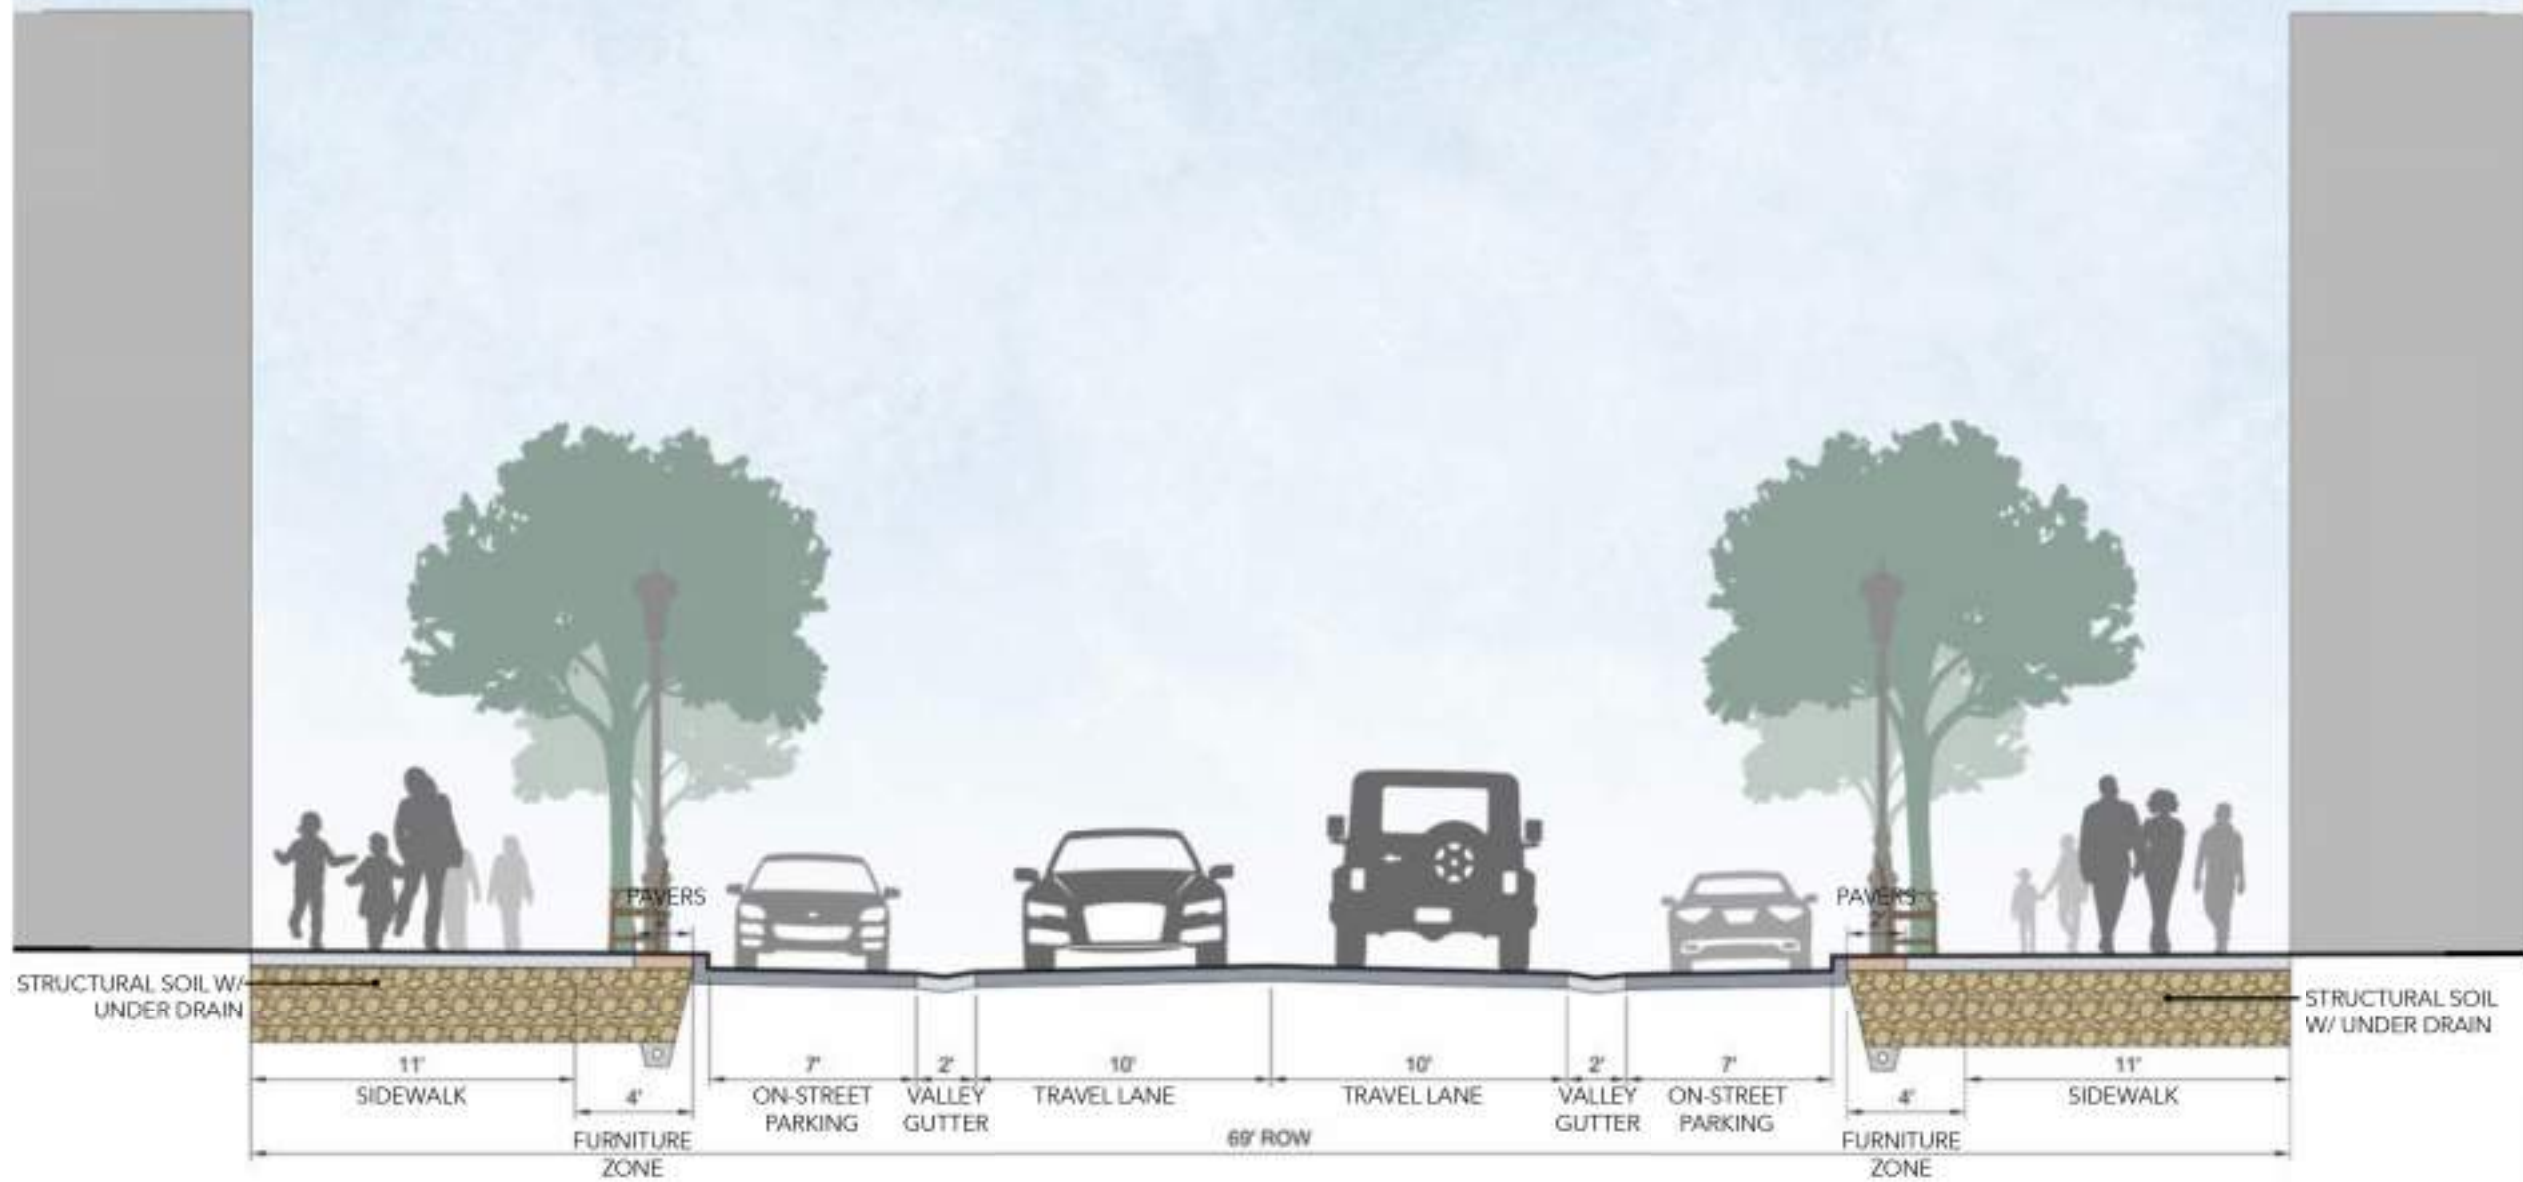 PAVERS
PAVERS
2'
STRUCTURAL SOIL W/
UNDER DRAIN
STRUCTURAL SOIL
W/ UNDER DRAIN
11'
SIDEWALK
4'
FURNITURE
ZONE
7'
ON-STREET
PARKING
2'
VALLEY
GUTTER
10'
TRAVEL LANE
10'
TRAVEL LANE
2'
VALLEY
GUTTER
7'
ON-STREET
PARKING
4'
FURNITURE
ZONE
11'
SIDEWALK
69' ROW